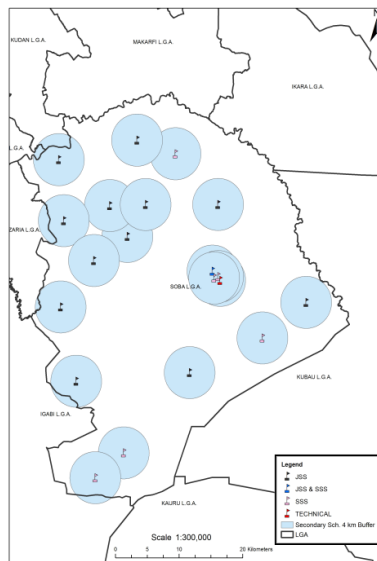 N
KUDAN L.G.A.
MAKARFI L.G.A.
IKARA L.G.A.
L.G.A.
ZARIA L.G.A.
SOBA L.G.A.
KUBAU L.G.A.
IGABI L.G.A.
KAURU L.G.A.
Legend
JSS
JSS & SSS
SSS
TECHNICAL
Secondary Sch. 4 km Buffer
LGA
Scale 1:300,000
0 5 10 20 Kilometers